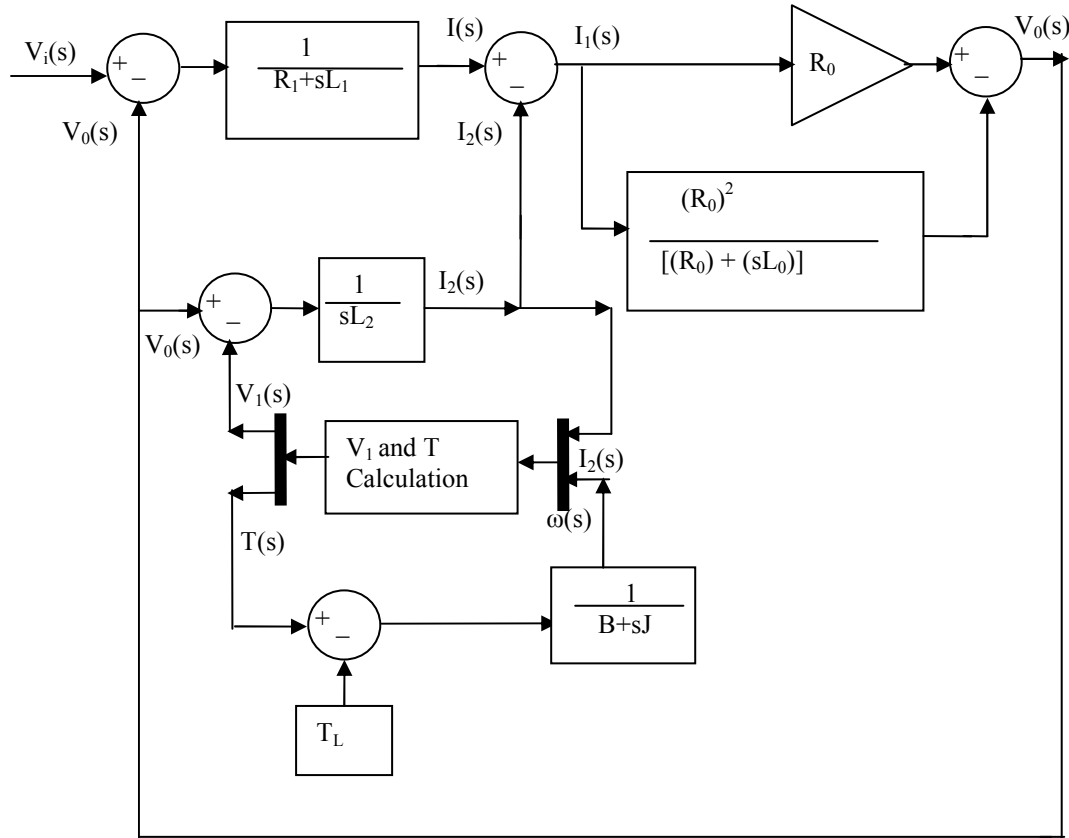 Vᵢ(s)
+
−
1
R₁+sL₁
I(s)
+
−
I₁(s)
R₀
+
−
V₀(s)
V₀(s)
I₂(s)
(R₀)²
[(R₀) + (sL₀)]
+
−
1
sL₂
I₂(s)
V₀(s)
V₁(s)
V₁ and T
Calculation
I₂(s)
ω(s)
T(s)
+
−
1
B+sJ
T_L